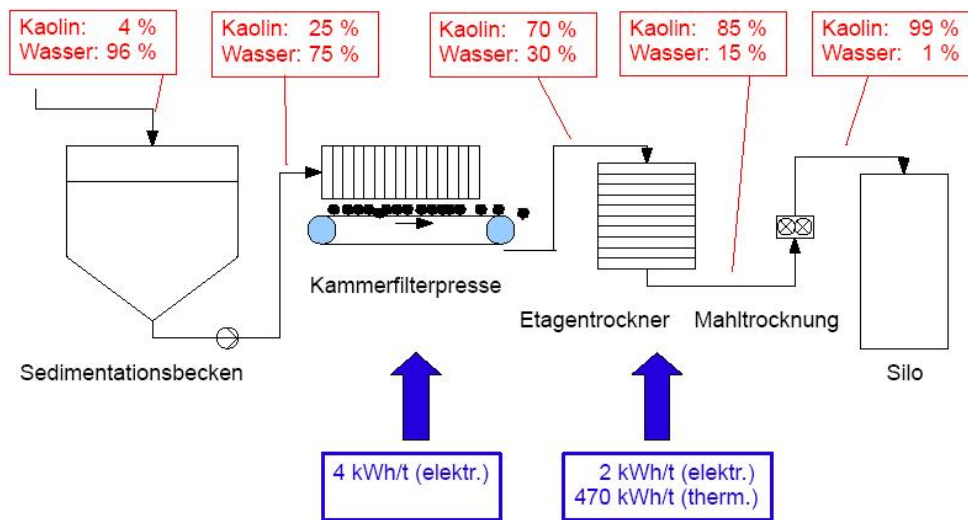 Kaolin: 4 %
Wasser: 96 %
Kaolin: 25 %
Wasser: 75 %
Kaolin: 70 %
Wasser: 30 %
Kaolin: 85 %
Wasser: 15 %
Kaolin: 99 %
Wasser: 1 %
Kammerfilterpresse
Etagentrockner
Mahltrocknung
Sedimentationsbecken
Silo
4 kWh/t (elektr.)
2 kWh/t (elektr.)
470 kWh/t (therm.)